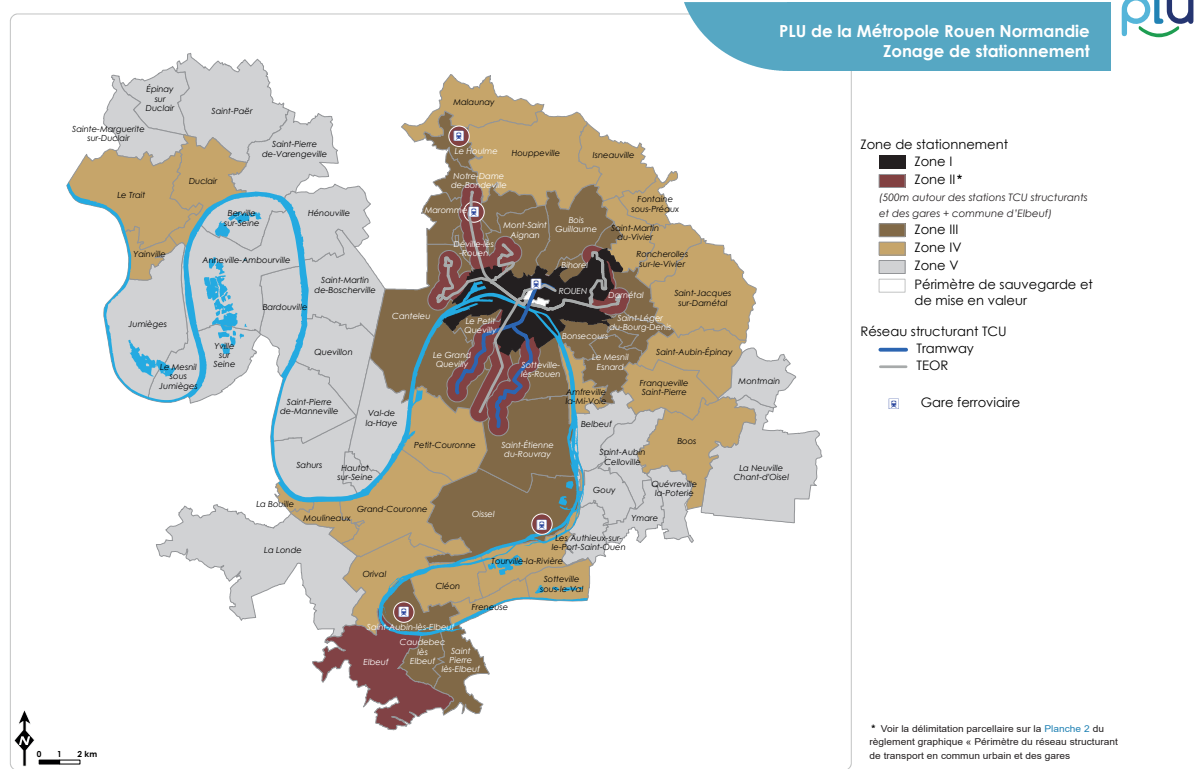 plu
PLU de la Métropole Rouen Normandie
Zonage de stationnement
Zone de stationnement
Zone I
Zone II*
(500m autour des stations TCU structurants
et des gares + commune d'Elbeuf)
Zone III
Zone IV
Zone V
Périmètre de sauvegarde et
de mise en valeur
Réseau structurant TCU
Tramway
TEOR
Gare ferroviaire
* Voir la délimitation parcellaire sur la Planche 2 du
règlement graphique « Périmètre du réseau structurant
de transport en commun urbain et des gares
Épinay
sur
Duclair
Saint-Paër
Sainte-Marguerite
sur-Duclair
Saint-Pierre
de-Varengeville
Le Trait
Duclair
Yainville
Berville
sur-Seine
Hénouville
Anneville-Ambourville
Bardouville
Saint-Martin
de-Boscherville
Jumièges
Le Mesnil
sous
Jumièges
Yville
sur
Seine
Quevillon
Saint-Pierre
de-Manneville
Val-de
la-Haye
Sahurs
Hautot
sur-Seine
La Bouille
Moulineaux
La Londe
Malaunay
Le Houlme
Houppeville
Isneauville
Notre-Dame
de-Bondeville
Maromme
Mont-Saint
Aignan
Bois
Guillaume
Fontaine
sous-Préaux
Saint-Martin
du-Vivier
Déville-lès
Rouen
Bihorel
Roncherolles
sur-le-Vivier
ROUEN
Darnétal
Saint-Jacques
sur-Darnétal
Canteleu
Le Petit
Quevilly
Saint-Léger
du-Bourg-Denis
Bonsecours
Le Grand
Quevilly
Sotteville
lès-Rouen
Le Mesnil
Esnard
Saint-Aubin-Épinay
Amfreville
la-Mi-Voie
Franqueville
Saint-Pierre
Montmain
Belbeuf
Petit-Couronne
Saint-Étienne
du-Rouvray
Saint-Aubin
Celloville
Boos
La Neuville
Chant-d'Oisel
Gouy
Quévreville
la-Poterie
Ymare
Grand-Couronne
Oissel
Les Authieux-sur-
le-Port-Saint-Ouen
Tourville-la-Rivière
Orival
Cléon
Sotteville
sous-le-Val
Freneuse
Saint-Aubin-lès-Elbeuf
Caudebec
lès
Elbeuf
Elbeuf
Saint
Pierre
lès-Elbeuf
N
0 1 2 km